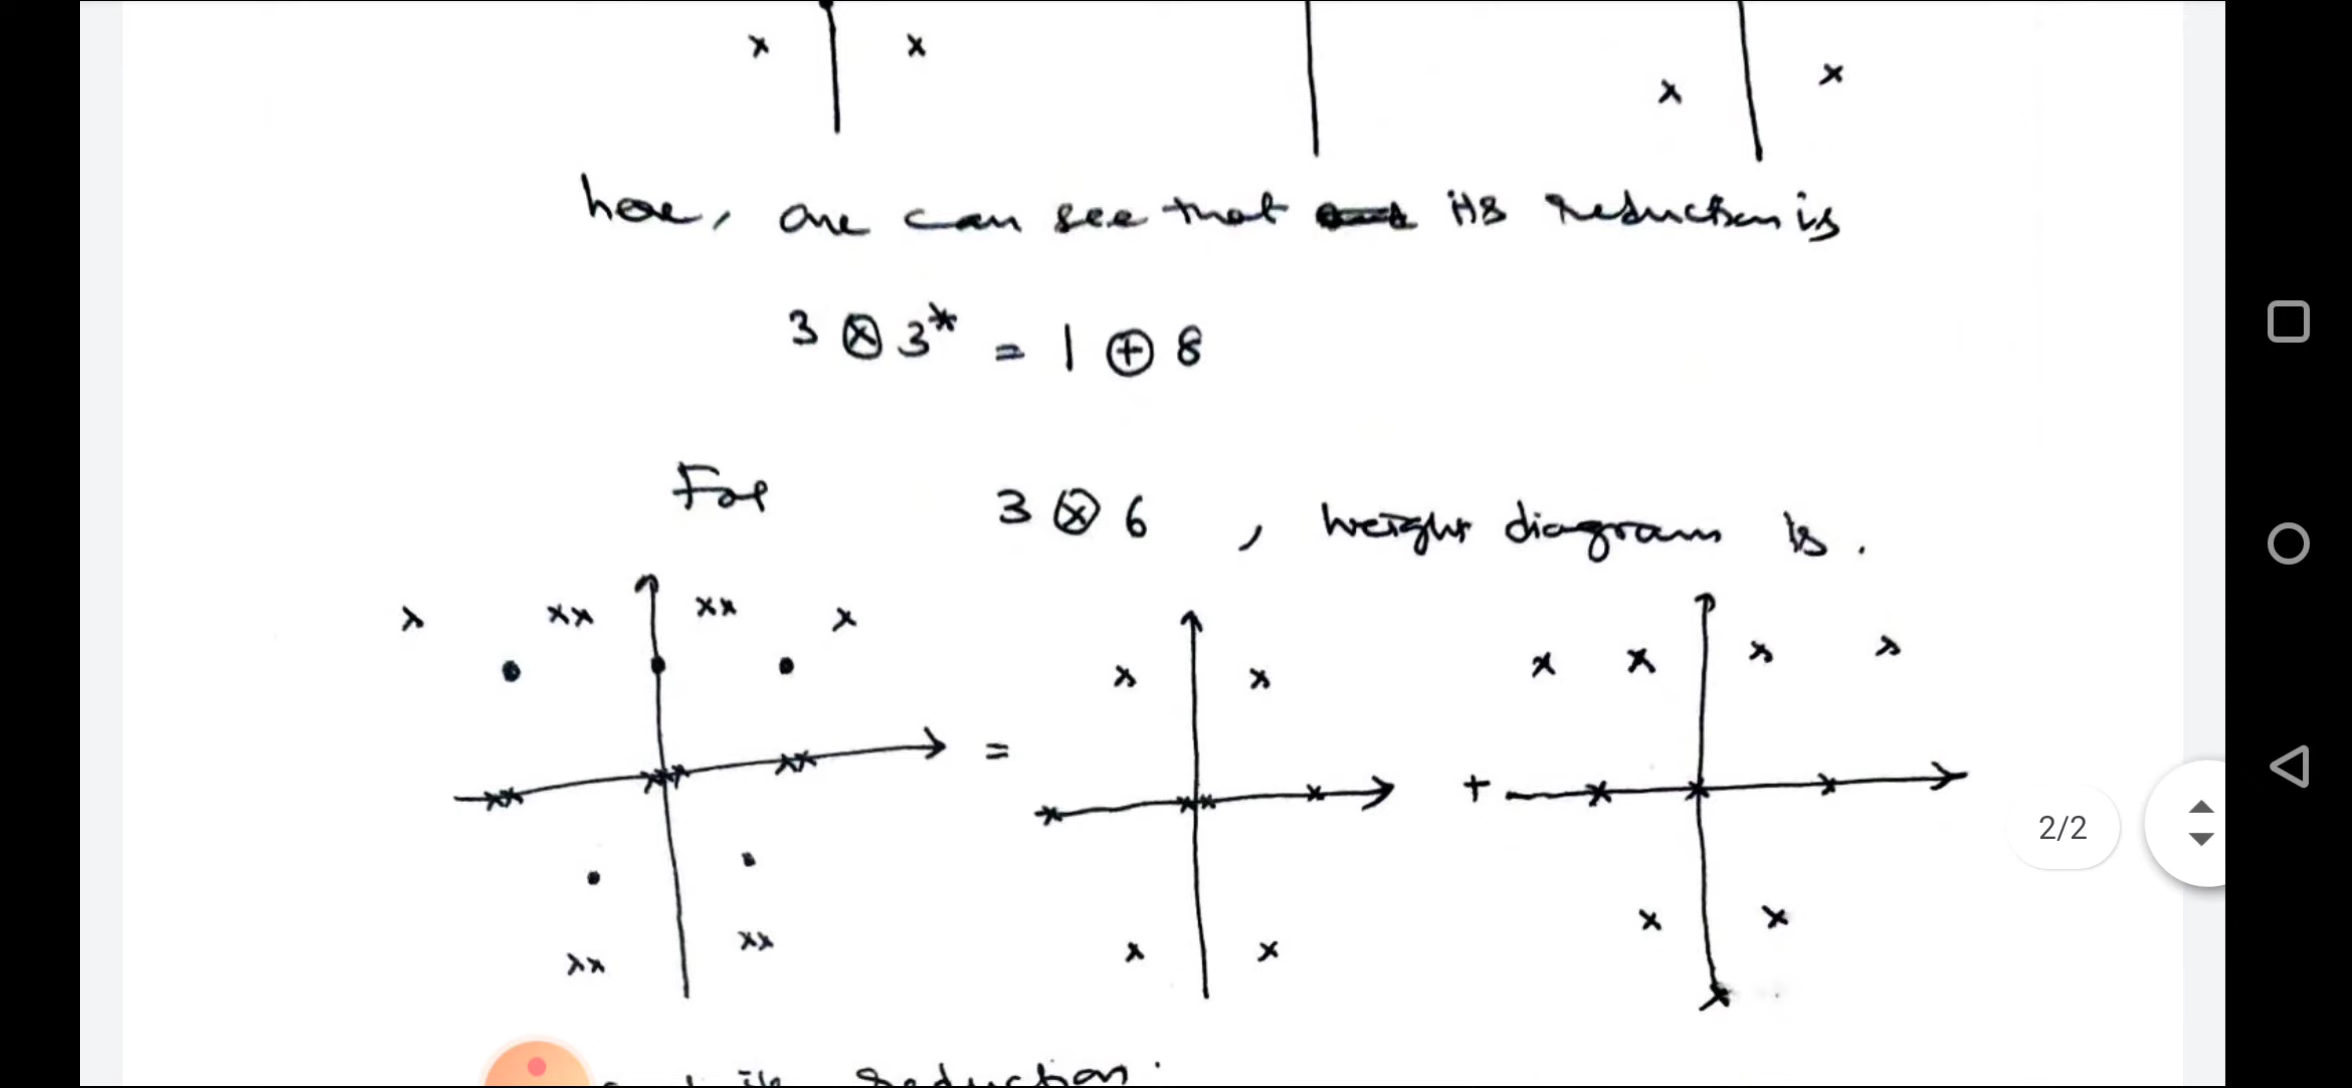 here, one can see that its reduction is
3 ⊗ 3* = 1 ⊕ 8
For 3 ⊗ 6 , weight diagram is .
=
+
2/2
reduction .